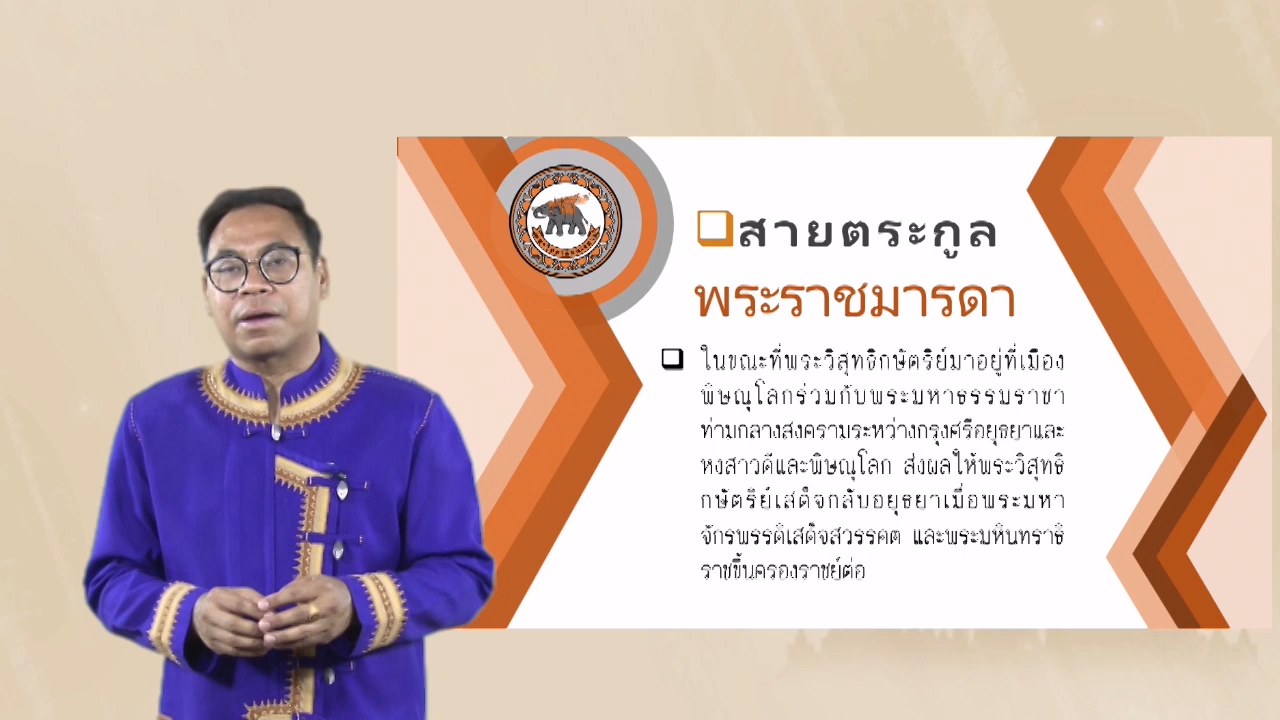 สายตระกูล
พระราชมารดา
ในขณะที่พระวิสุทธิกษัตริย์มาอยู่ที่เมือง
พิษณุโลกร่วมกับพระมหาธรรมราชา
ท่ามกลางสงครามระหว่างกรุงศรีอยุธยาและ
หงสาวดีและพิษณุโลก ส่งผลให้พระวิสุทธิ
กษัตริย์เสด็จกลับอยุธยาเมื่อพระมหา
จักรพรรดิเสด็จสวรรคต และพระมหินทราธิ
ราชขึ้นครองราชย์ต่อ